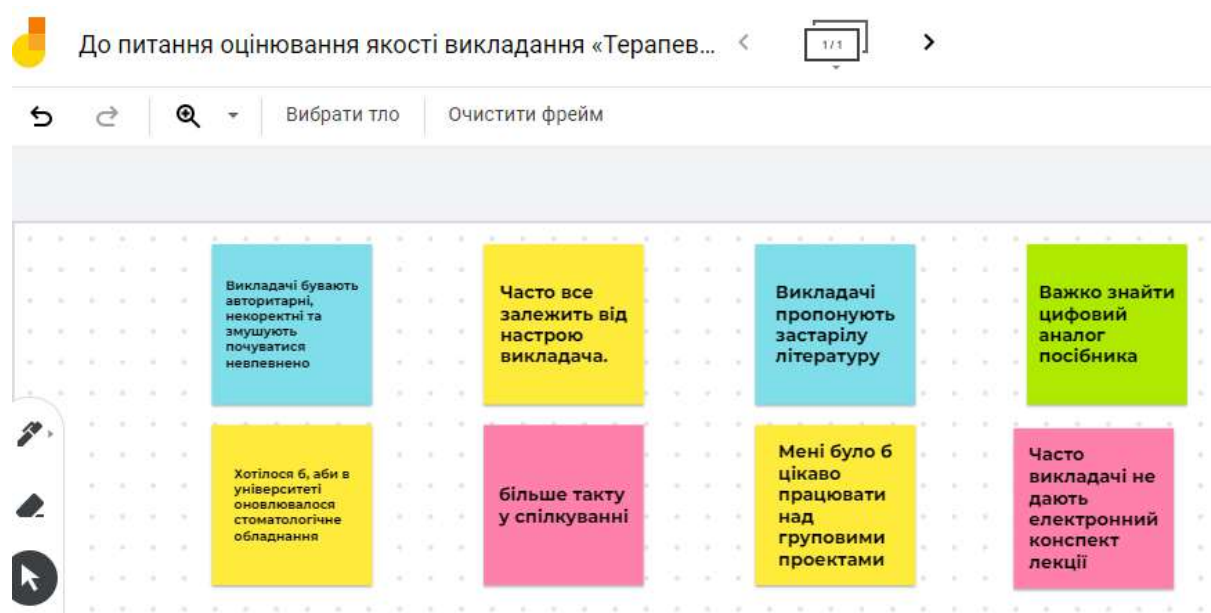 До питання оцінювання якості викладання «Терапев...
1/1
Вибрати тло
Очистити фрейм
Викладачі бувають
авторитарні,
некоректні та
змушують
почуватися
невпевнено
Часто все
залежить від
настрою
викладача.
Викладачі
пропонують
застарілу
літературу
Важко знайти
цифовий
аналог
посібника
Хотілося б, аби в
університеті
оновлювалося
стоматологічне
обладнання
більше такту
у спілкуванні
Мені було б
цікаво
працювати
над
груповими
проектами
Часто
викладачі не
дають
електронний
конспект
лекції